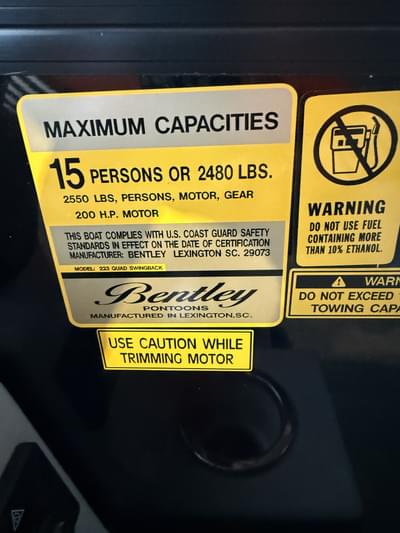 MAXIMUM CAPACITIES
15 PERSONS OR 2480 LBS.
2550 LBS, PERSONS, MOTOR, GEAR
200 H.P. MOTOR
THIS BOAT COMPLIES WITH U.S. COAST GUARD SAFETY
STANDARDS IN EFFECT ON THE DATE OF CERTIFICATION
MANUFACTURER: BENTLEY LEXINGTON SC. 29073
MODEL: 223 QUAD SWINGBACK
Bentley
PONTOONS
MANUFACTURED IN LEXINGTON,SC.
USE CAUTION WHILE
TRIMMING MOTOR
WARNING
DO NOT USE FUEL
CONTAINING MORE
THAN 10% ETHANOL.
WARN
DO NOT EXCEED
TOWING CAPA